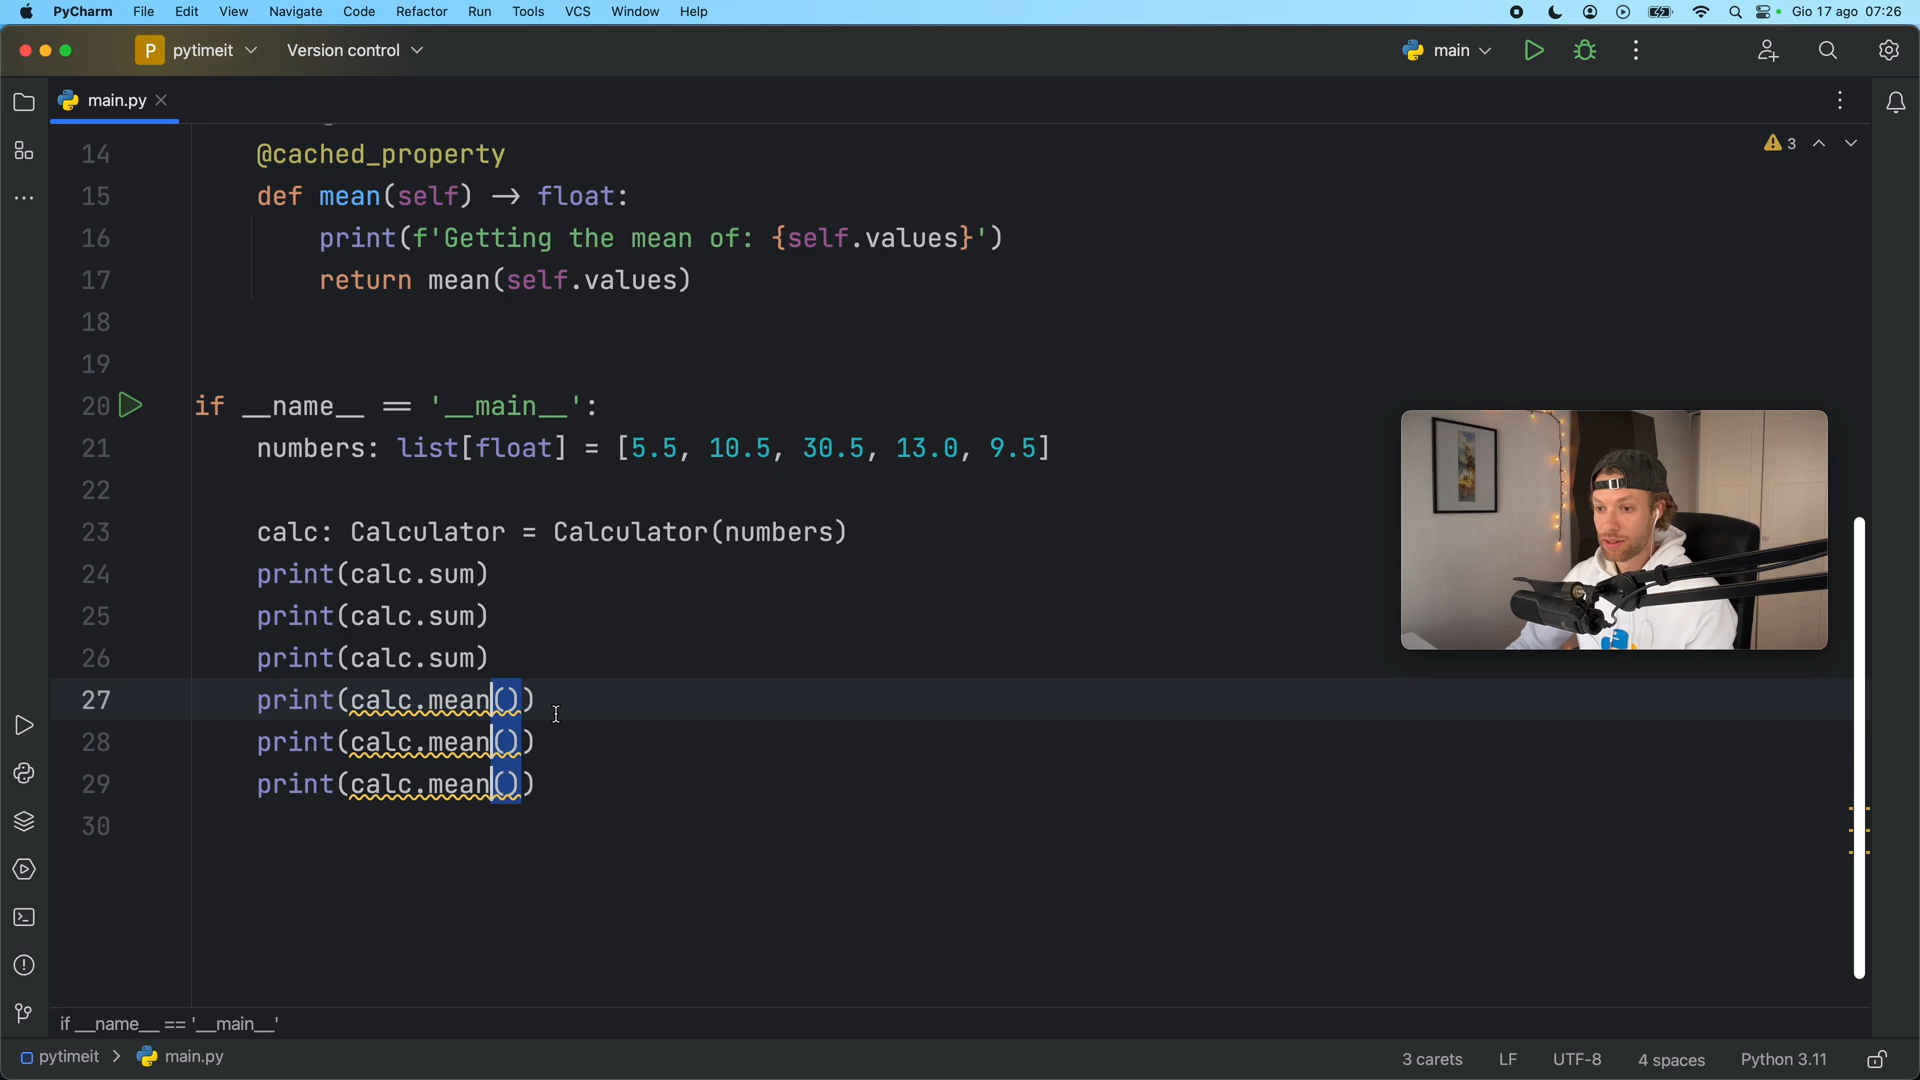 PyCharm File Edit View Navigate Code Refactor Run Tools VCS Window Help Gio 17 ago 07:26
P pytimeit Version control main
main.py
3
14 @cached_property
15 def mean(self) → float:
16 print(f'Getting the mean of: {self.values}')
17 return mean(self.values)
18
19
20 if __name__ == '__main__':
21 numbers: list[float] = [5.5, 10.5, 30.5, 13.0, 9.5]
22
23 calc: Calculator = Calculator(numbers)
24 print(calc.sum)
25 print(calc.sum)
26 print(calc.sum)
27 print(calc.mean())
28 print(calc.mean())
29 print(calc.mean())
30
if __name__ == '__main__'
pytimeit > main.py 3 carets LF UTF-8 4 spaces Python 3.11